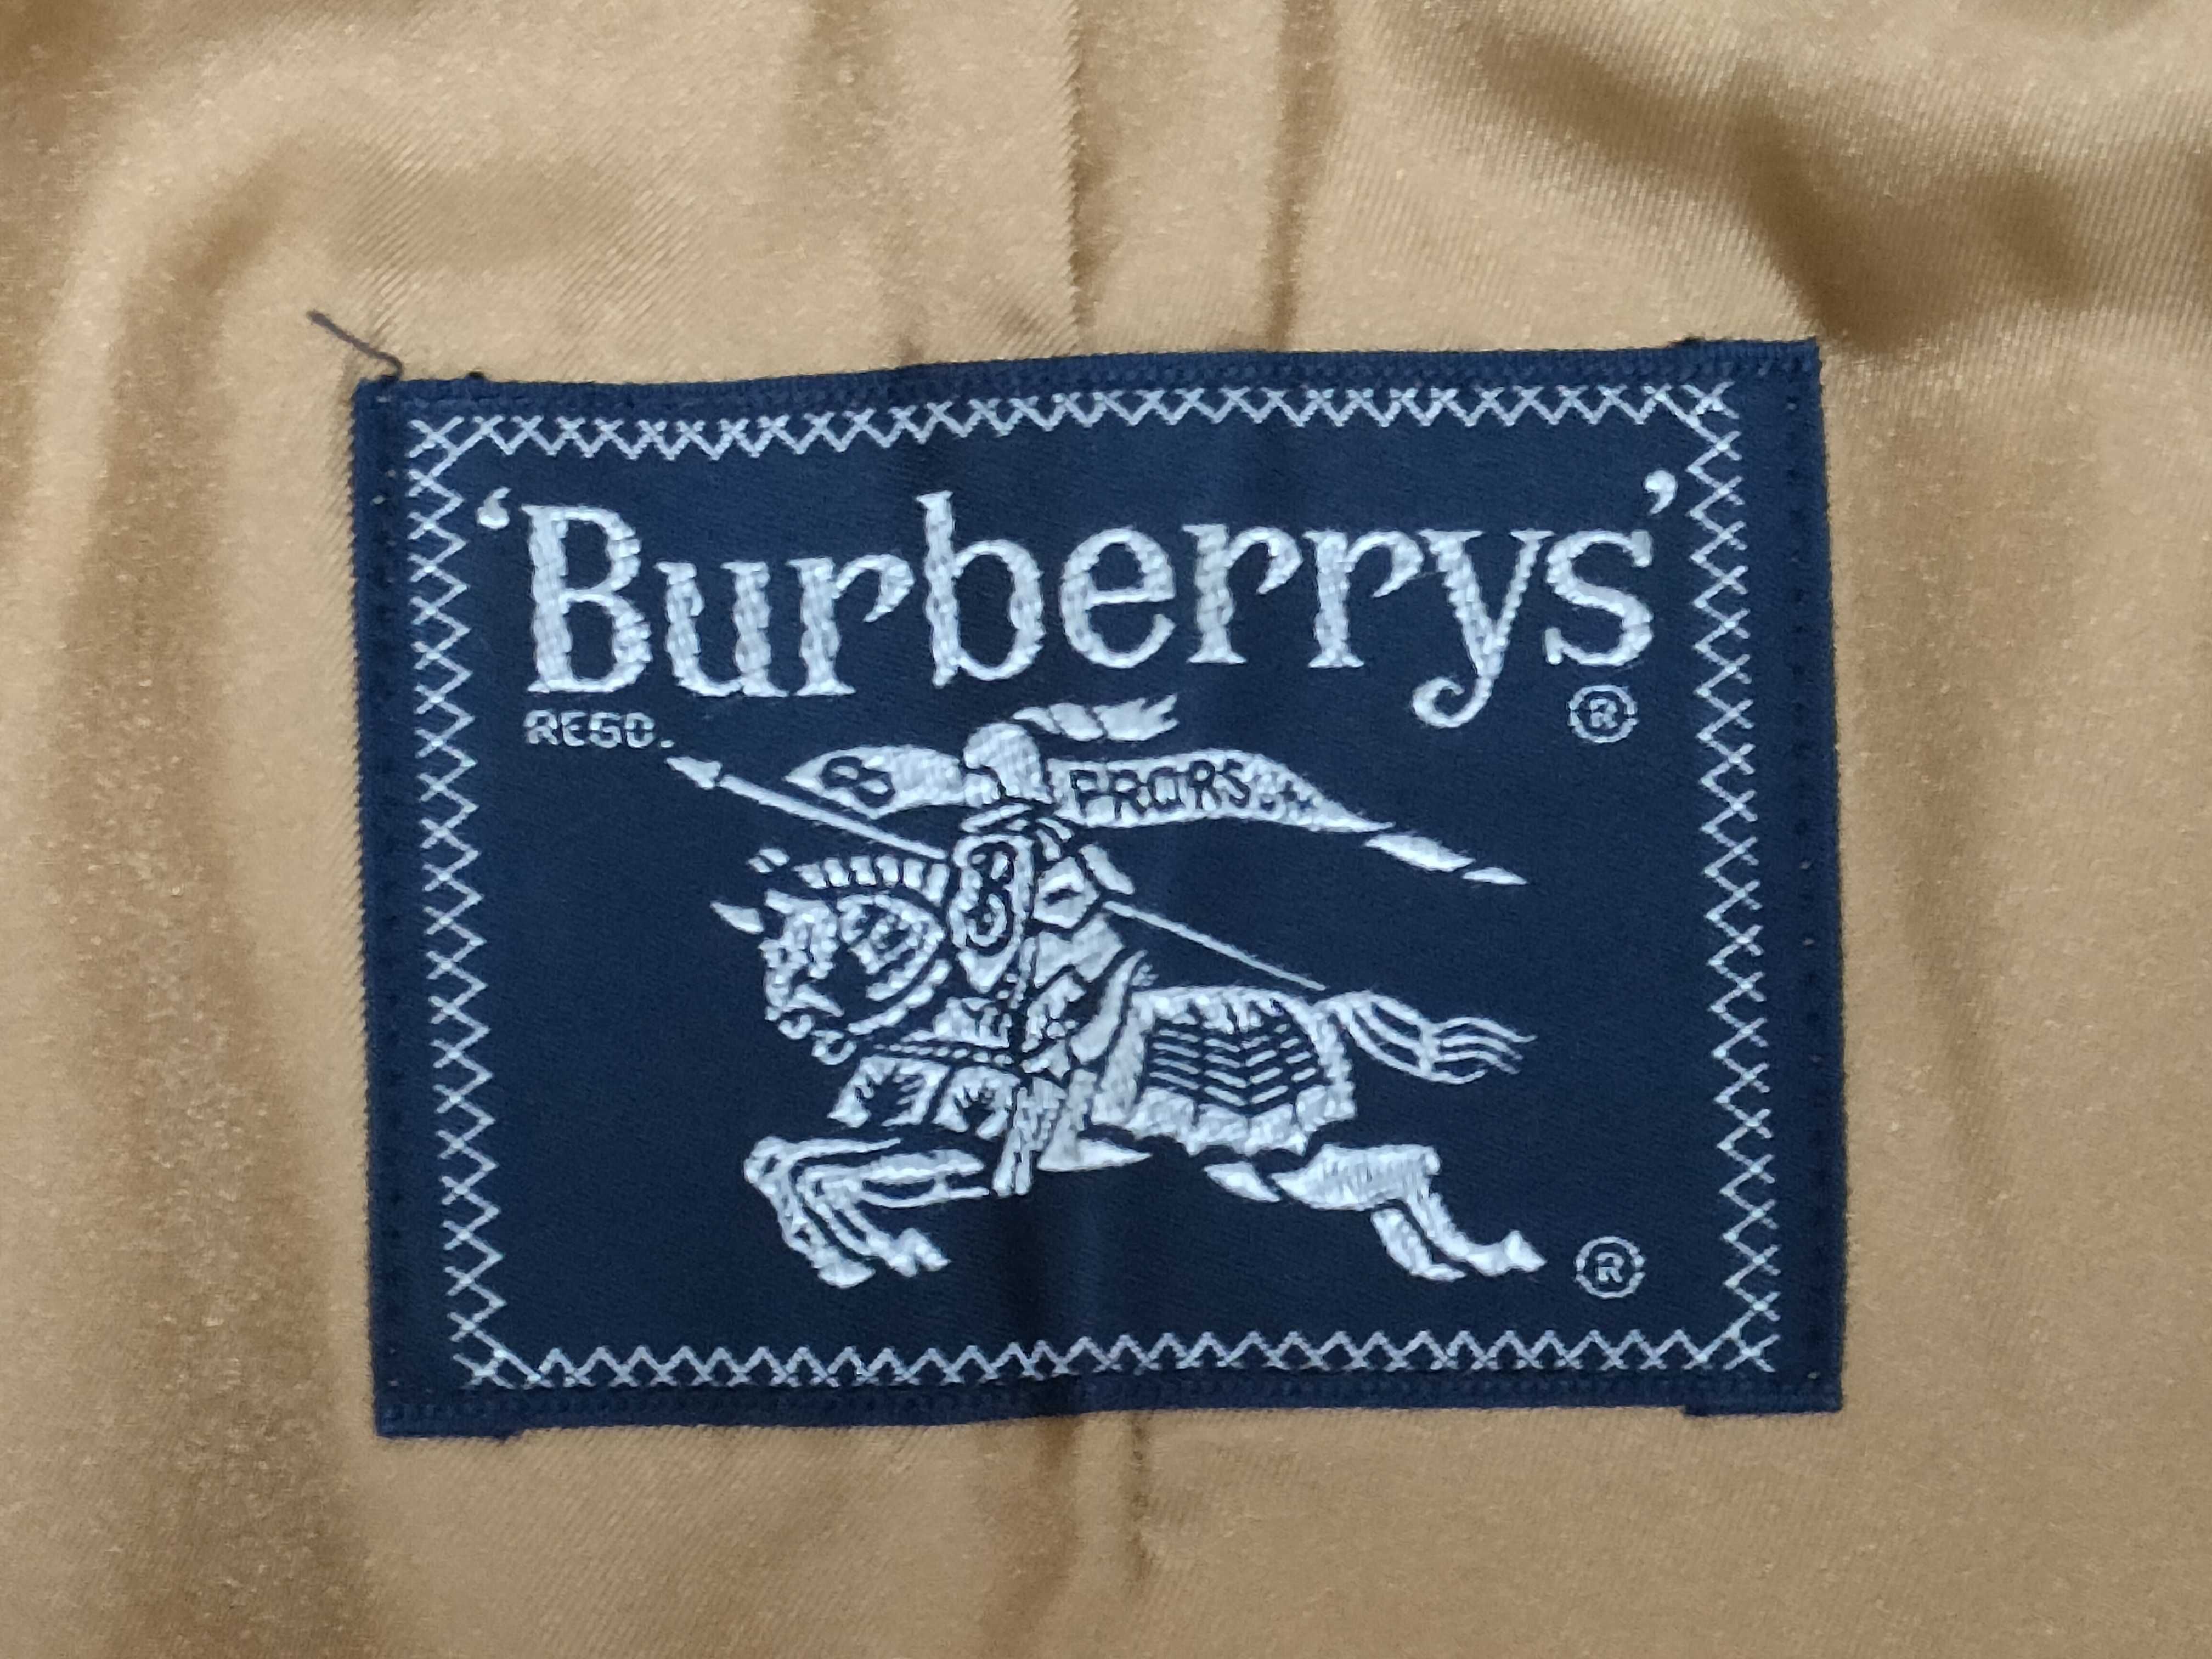 ‘Burberrys’
REGD. ®
B PRORSUM
B
®